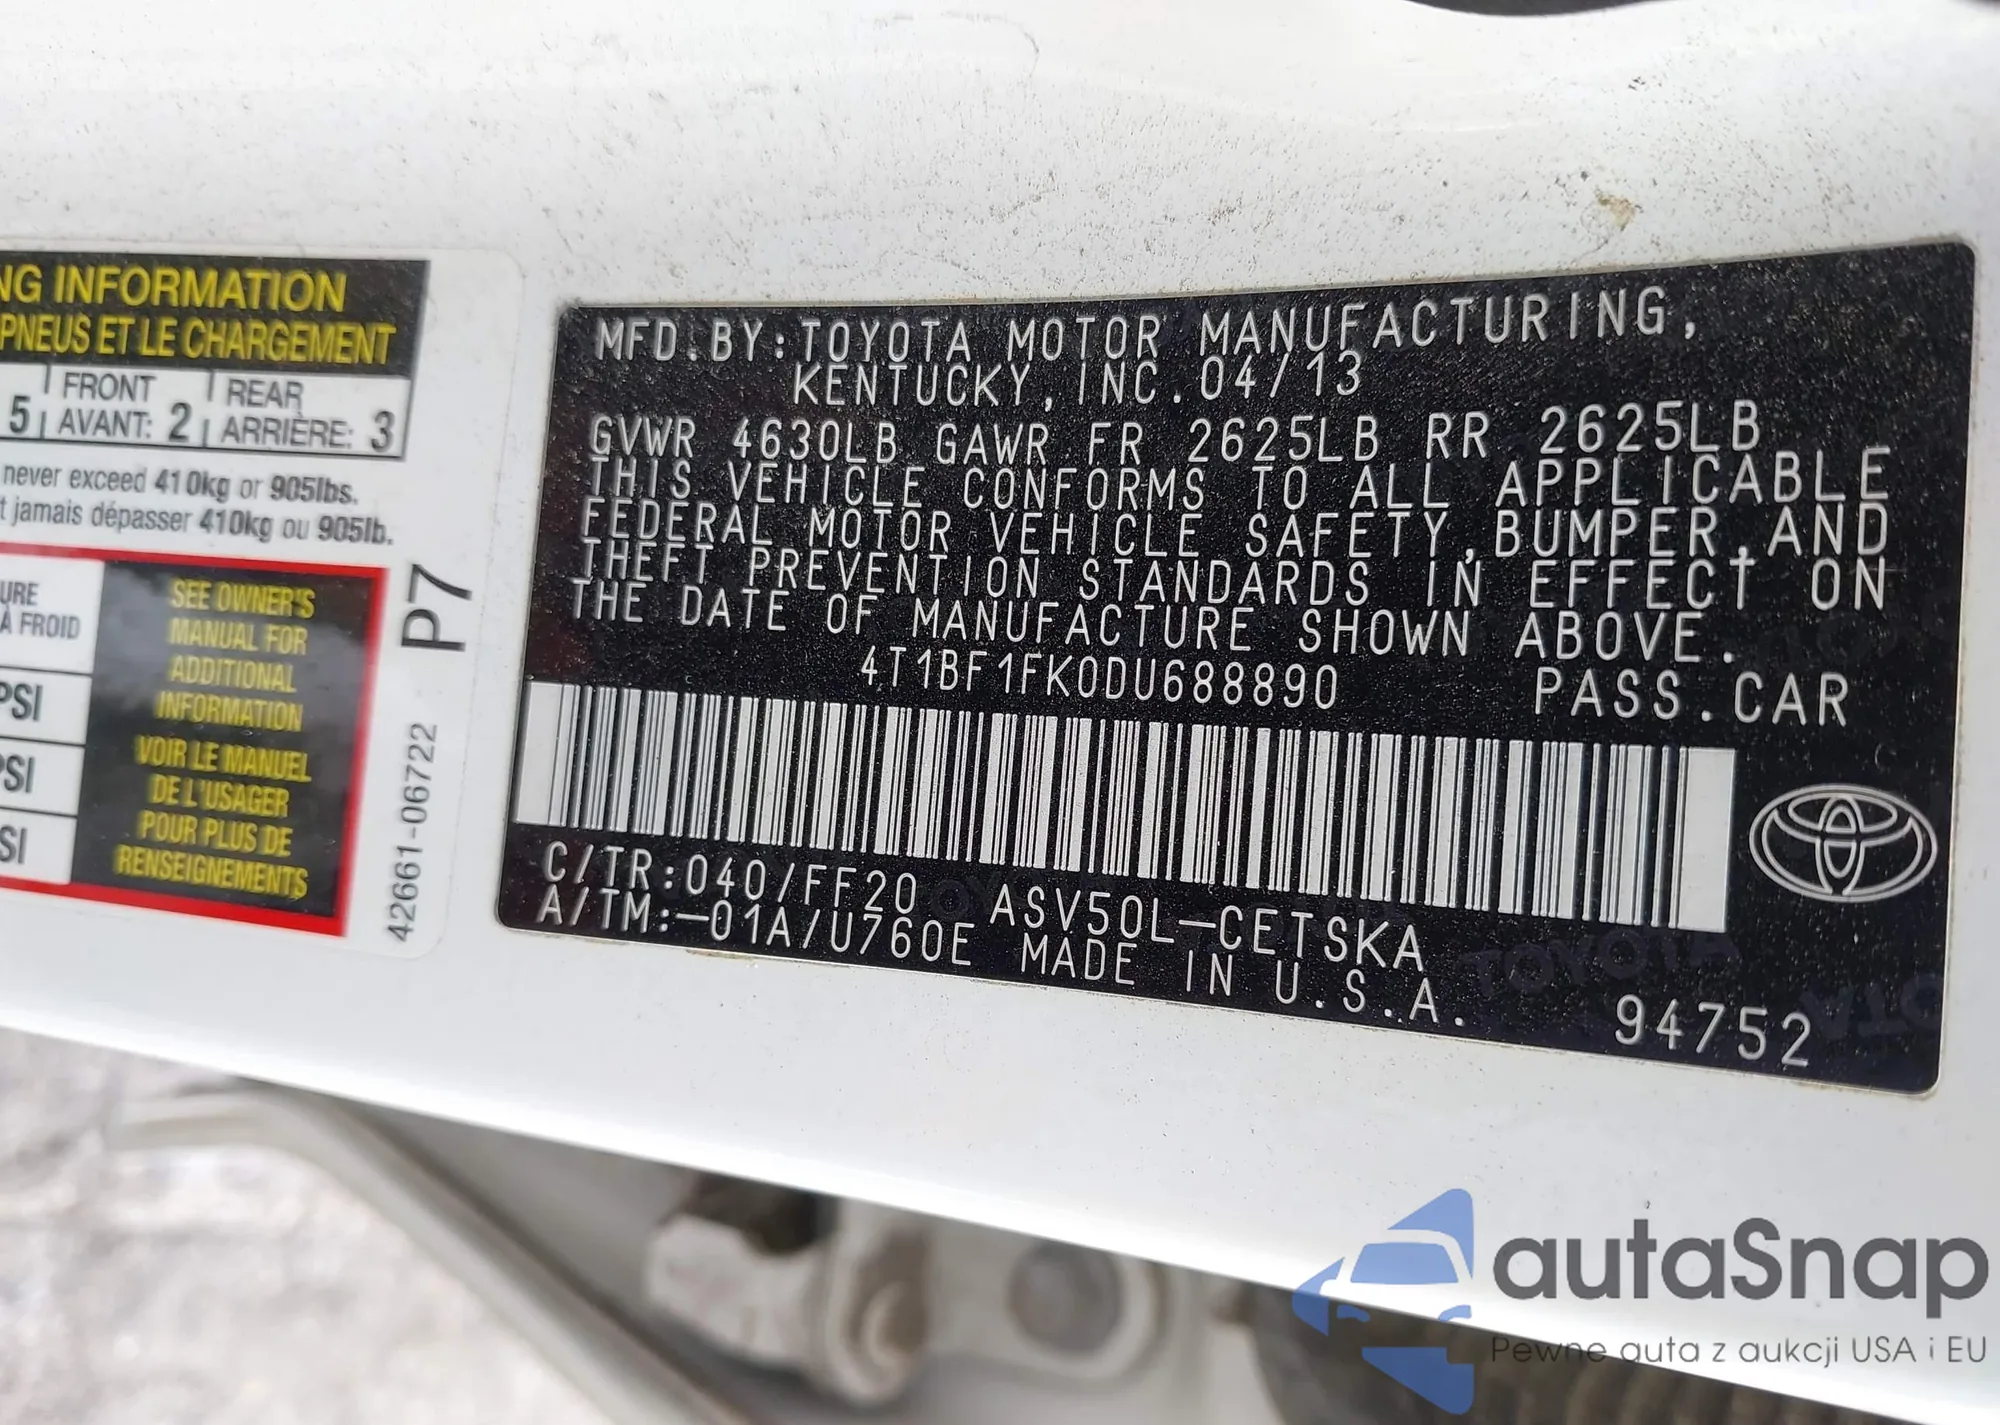 NG INFORMATION
PNEUS ET LE CHARGEMENT
5 FRONT AVANT: 2 REAR ARRIÈRE: 3
never exceed 410kg or 905lbs.
t jamais dépasser 410kg ou 905lb.
URE
À FROID
PSI
PSI
SI
SEE OWNER'S
MANUAL FOR
ADDITIONAL
INFORMATION
VOIR LE MANUEL
DE L'USAGER
POUR PLUS DE
RENSEIGNEMENTS
P7
42661-06722
MFD.BY:TOYOTA MOTOR MANUFACTURING,
KENTUCKY,INC.04/13
GVWR 4630LB GAWR FR 2625LB RR 2625LB
THIS VEHICLE CONFORMS TO ALL APPLICABLE
FEDERAL MOTOR VEHICLE SAFETY,BUMPER,AND
THEFT PREVENTION STANDARDS IN EFFECT ON
THE DATE OF MANUFACTURE SHOWN ABOVE.
4T1BF1FK0DU688890 PASS.CAR
C/TR:040/FF20 ASV50L-CETSKA
A/TM:-01A/U760E MADE IN U.S.A.
94752
autaSnap
Pewne auta z aukcji USA i EU